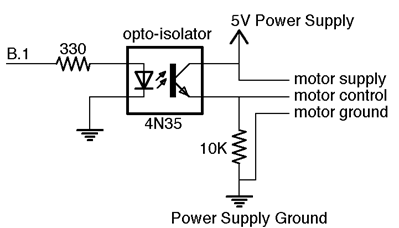 5V Power Supply
opto-isolator
B.1
330
motor supply
motor control
motor ground
4N35
10K
Power Supply Ground